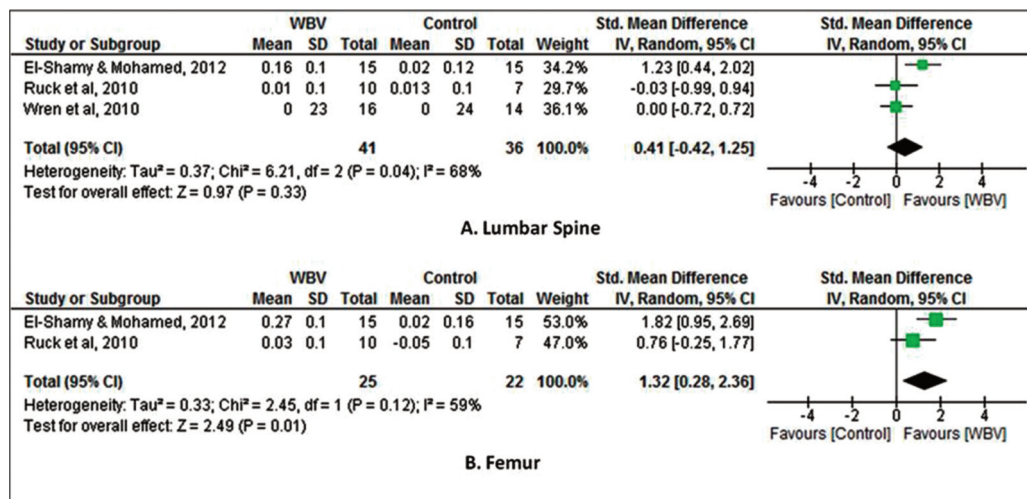 WBV Control Std. Mean Difference Std. Mean Difference
Study or Subgroup Mean SD Total Mean SD Total Weight IV, Random, 95% CI IV, Random, 95% CI
El-Shamy & Mohamed, 2012 0.16 0.1 15 0.02 0.12 15 34.2% 1.23 [0.44, 2.02]
Ruck et al, 2010 0.01 0.1 10 0.013 0.1 7 29.7% -0.03 [-0.99, 0.94]
Wren et al, 2010 0 23 16 0 24 14 36.1% 0.00 [-0.72, 0.72]
Total (95% CI) 41 36 100.0% 0.41 [-0.42, 1.25]
Heterogeneity: Tau² = 0.37; Chi² = 6.21, df = 2 (P = 0.04); I² = 68%
Test for overall effect: Z = 0.97 (P = 0.33)
-4 -2 0 2 4
Favours [Control] Favours [WBV]
A. Lumbar Spine
WBV Control Std. Mean Difference Std. Mean Difference
Study or Subgroup Mean SD Total Mean SD Total Weight IV, Random, 95% CI IV, Random, 95% CI
El-Shamy & Mohamed, 2012 0.27 0.1 15 0.02 0.16 15 53.0% 1.82 [0.95, 2.69]
Ruck et al, 2010 0.03 0.1 10 -0.05 0.1 7 47.0% 0.76 [-0.25, 1.77]
Total (95% CI) 25 22 100.0% 1.32 [0.28, 2.36]
Heterogeneity: Tau² = 0.33; Chi² = 2.45, df = 1 (P = 0.12); I² = 59%
Test for overall effect: Z = 2.49 (P = 0.01)
-4 -2 0 2 4
Favours [Control] Favours [WBV]
B. Femur